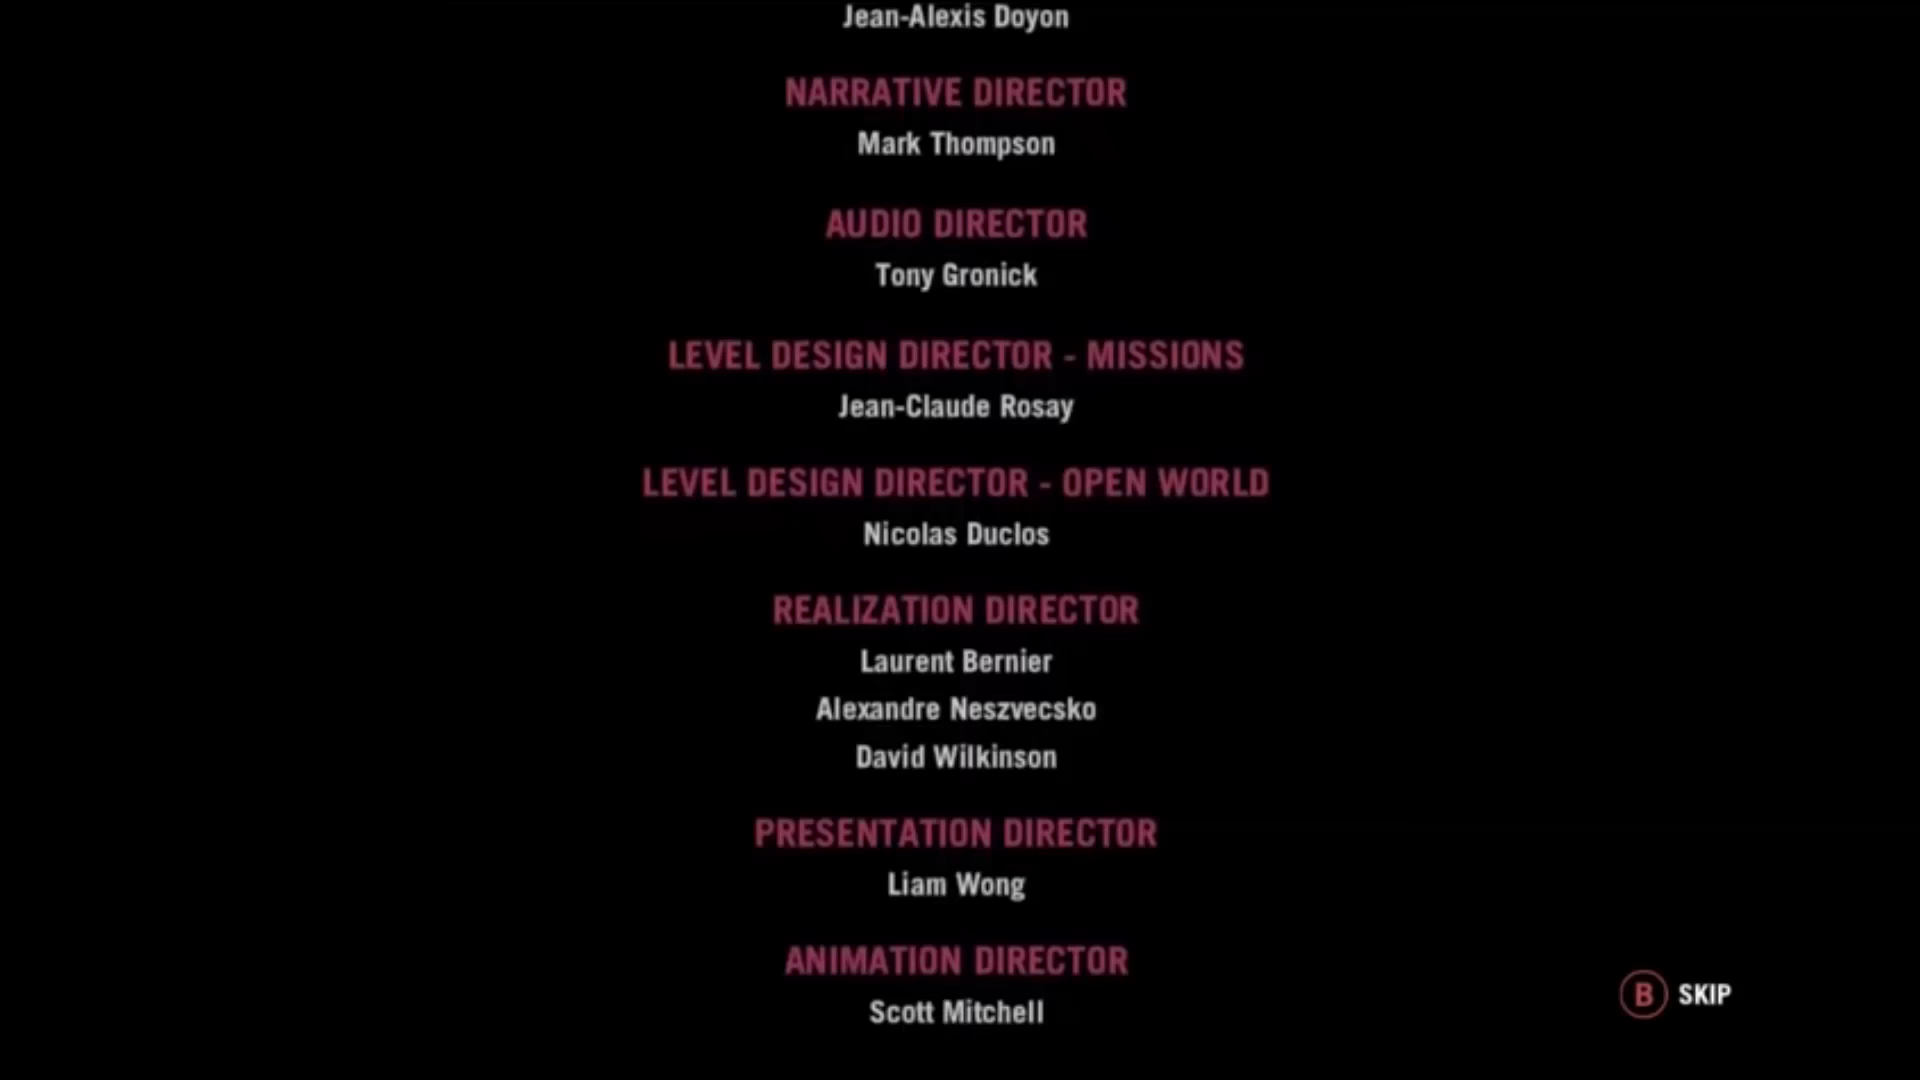 Jean-Alexis Doyon
NARRATIVE DIRECTOR
Mark Thompson
AUDIO DIRECTOR
Tony Gronick
LEVEL DESIGN DIRECTOR - MISSIONS
Jean-Claude Rosay
LEVEL DESIGN DIRECTOR - OPEN WORLD
Nicolas Duclos
REALIZATION DIRECTOR
Laurent Bernier
Alexandre Neszvecsko
David Wilkinson
PRESENTATION DIRECTOR
Liam Wong
ANIMATION DIRECTOR
Scott Mitchell
B SKIP